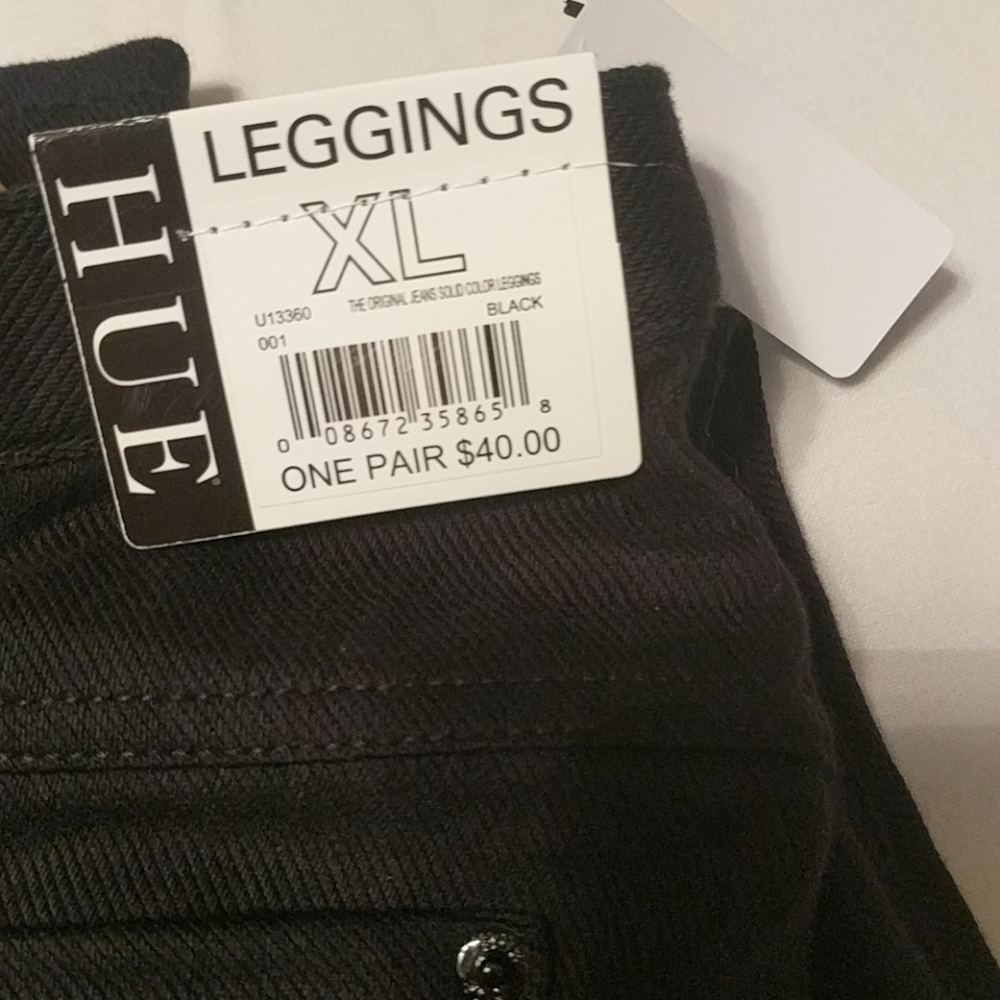 HUE
LEGGINGS
XL
THE ORIGINAL JEANS SOLID COLOR LEGGINGS
U13360 BLACK
001
0 08672 35865 8
ONE PAIR $40.00